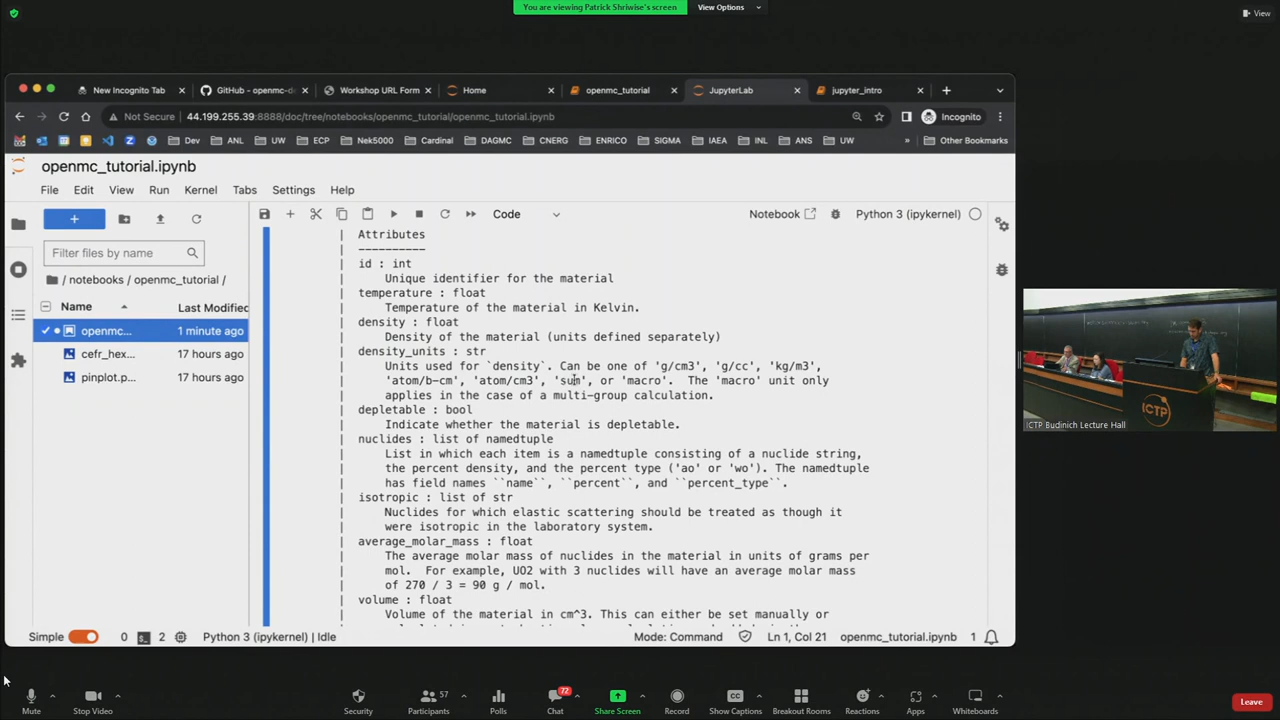 You are viewing Patrick Shriwise's screen
View Options
View
New Incognito Tab
GitHub - openmc-d
Workshop URL Form
Home
openmc_tutorial
JupyterLab
jupyter_intro
Not Secure
44.199.255.39:8888/doc/tree/notebooks/openmc_tutorial/openmc_tutorial.ipynb
Incognito
Dev
ANL
UW
ECP
Nek5000
Cardinal
DAGMC
CNERG
ENRICO
SIGMA
IAEA
INL
ANS
UW
»
Other Bookmarks
openmc_tutorial.ipynb
File
Edit
View
Run
Kernel
Tabs
Settings
Help
Code
Notebook
Python 3 (ipykernel)
Filter files by name
/ notebooks / openmc_tutorial /
Name
Last Modified
openmc...
1 minute ago
cefr_hex...
17 hours ago
pinplot.p...
17 hours ago
| Attributes
| ----------
| id : int
|     Unique identifier for the material
| temperature : float
|     Temperature of the material in Kelvin.
| density : float
|     Density of the material (units defined separately)
| density_units : str
|     Units used for `density`. Can be one of 'g/cm3', 'g/cc', 'kg/m3',
|     'atom/b-cm', 'atom/cm3', 'sum', or 'macro'.  The 'macro' unit only
|     applies in the case of a multi-group calculation.
| depletable : bool
|     Indicate whether the material is depletable.
| nuclides : list of namedtuple
|     List in which each item is a namedtuple consisting of a nuclide string,
|     the percent density, and the percent type ('ao' or 'wo'). The namedtuple
|     has field names ``name``, ``percent``, and ``percent_type``.
| isotropic : list of str
|     Nuclides for which elastic scattering should be treated as though it
|     were isotropic in the laboratory system.
| average_molar_mass : float
|     The average molar mass of nuclides in the material in units of grams per
|     mol.  For example, UO2 with 3 nuclides will have an average molar mass
|     of 270 / 3 = 90 g / mol.
| volume : float
|     Volume of the material in cm^3. This can either be set manually or
Simple
0
2
Python 3 (ipykernel) | Idle
Mode: Command
Ln 1, Col 21
openmc_tutorial.ipynb
1
ICTP
ICTP Budinich Lecture Hall
Mute
Stop Video
Security
57
Participants
Polls
72
Chat
Share Screen
Record
Show Captions
Breakout Rooms
Reactions
Apps
Whiteboards
Leave